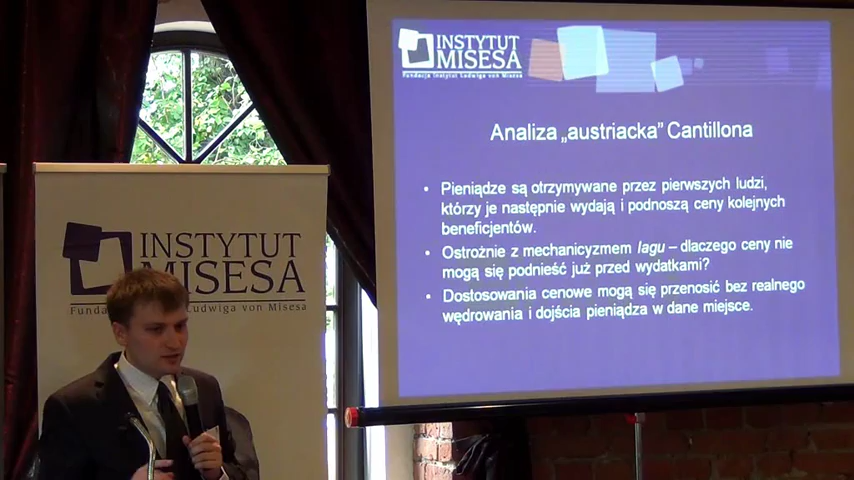 INSTYTUT
MISESA
Fundacja Instytut Ludwiga von Misesa
Analiza „austriacka” Cantillona
• Pieniądze są otrzymywane przez pierwszych ludzi,
którzy je następnie wydają i podnoszą ceny kolejnych
beneficjentów.
• Ostrożnie z mechanicyzmem lagu – dlaczego ceny nie
mogą się podnieść już przed wydatkami?
• Dostosowania cenowe mogą się przenosić bez realnego
wędrowania i dojścia pieniądza w dane miejsce.
INSTYTUT
MISESA
Ludwiga von Misesa